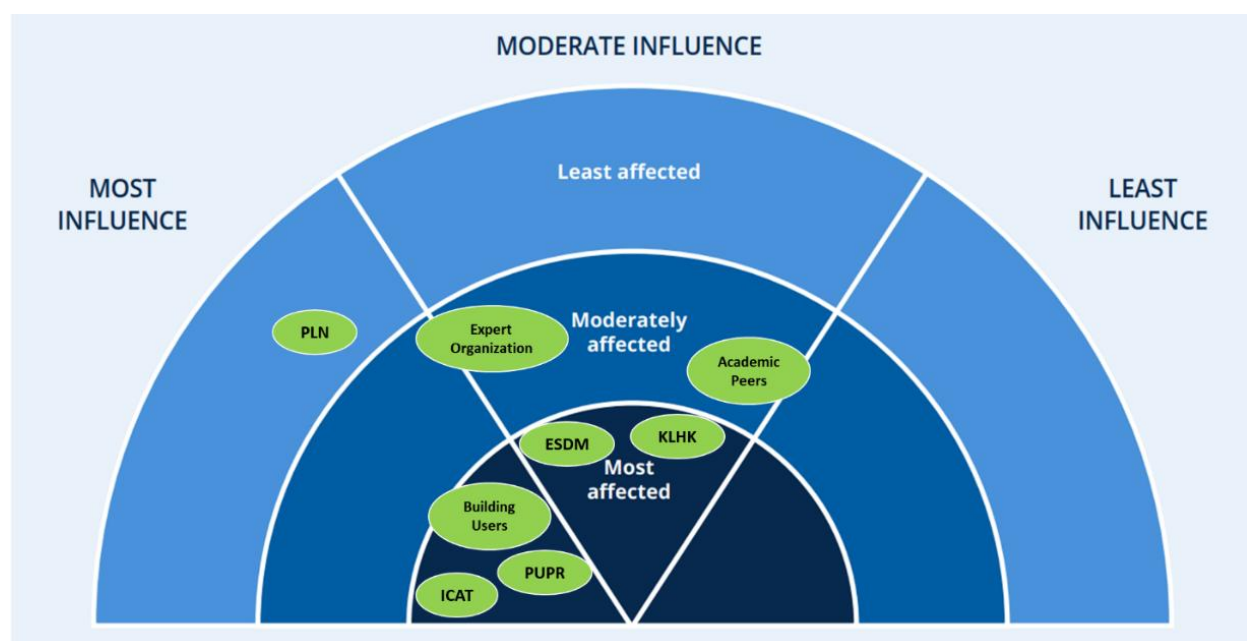 MODERATE INFLUENCE
MOST
INFLUENCE
Least affected
LEAST
INFLUENCE
PLN
Expert
Organization
Moderately
affected
Academic
Peers
ESDM
KLHK
Most
affected
Building
Users
PUPR
ICAT